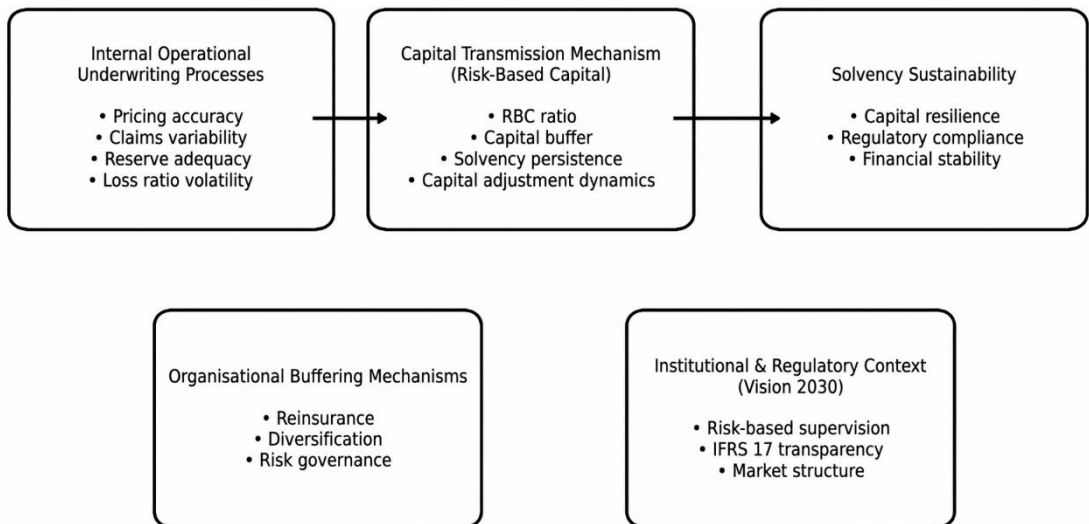 Internal Operational
Underwriting Processes
• Pricing accuracy
• Claims variability
• Reserve adequacy
• Loss ratio volatility
Capital Transmission Mechanism
(Risk-Based Capital)
• RBC ratio
• Capital buffer
• Solvency persistence
• Capital adjustment dynamics
Solvency Sustainability
• Capital resilience
• Regulatory compliance
• Financial stability
Organisational Buffering Mechanisms
• Reinsurance
• Diversification
• Risk governance
Institutional & Regulatory Context
(Vision 2030)
• Risk-based supervision
• IFRS 17 transparency
• Market structure